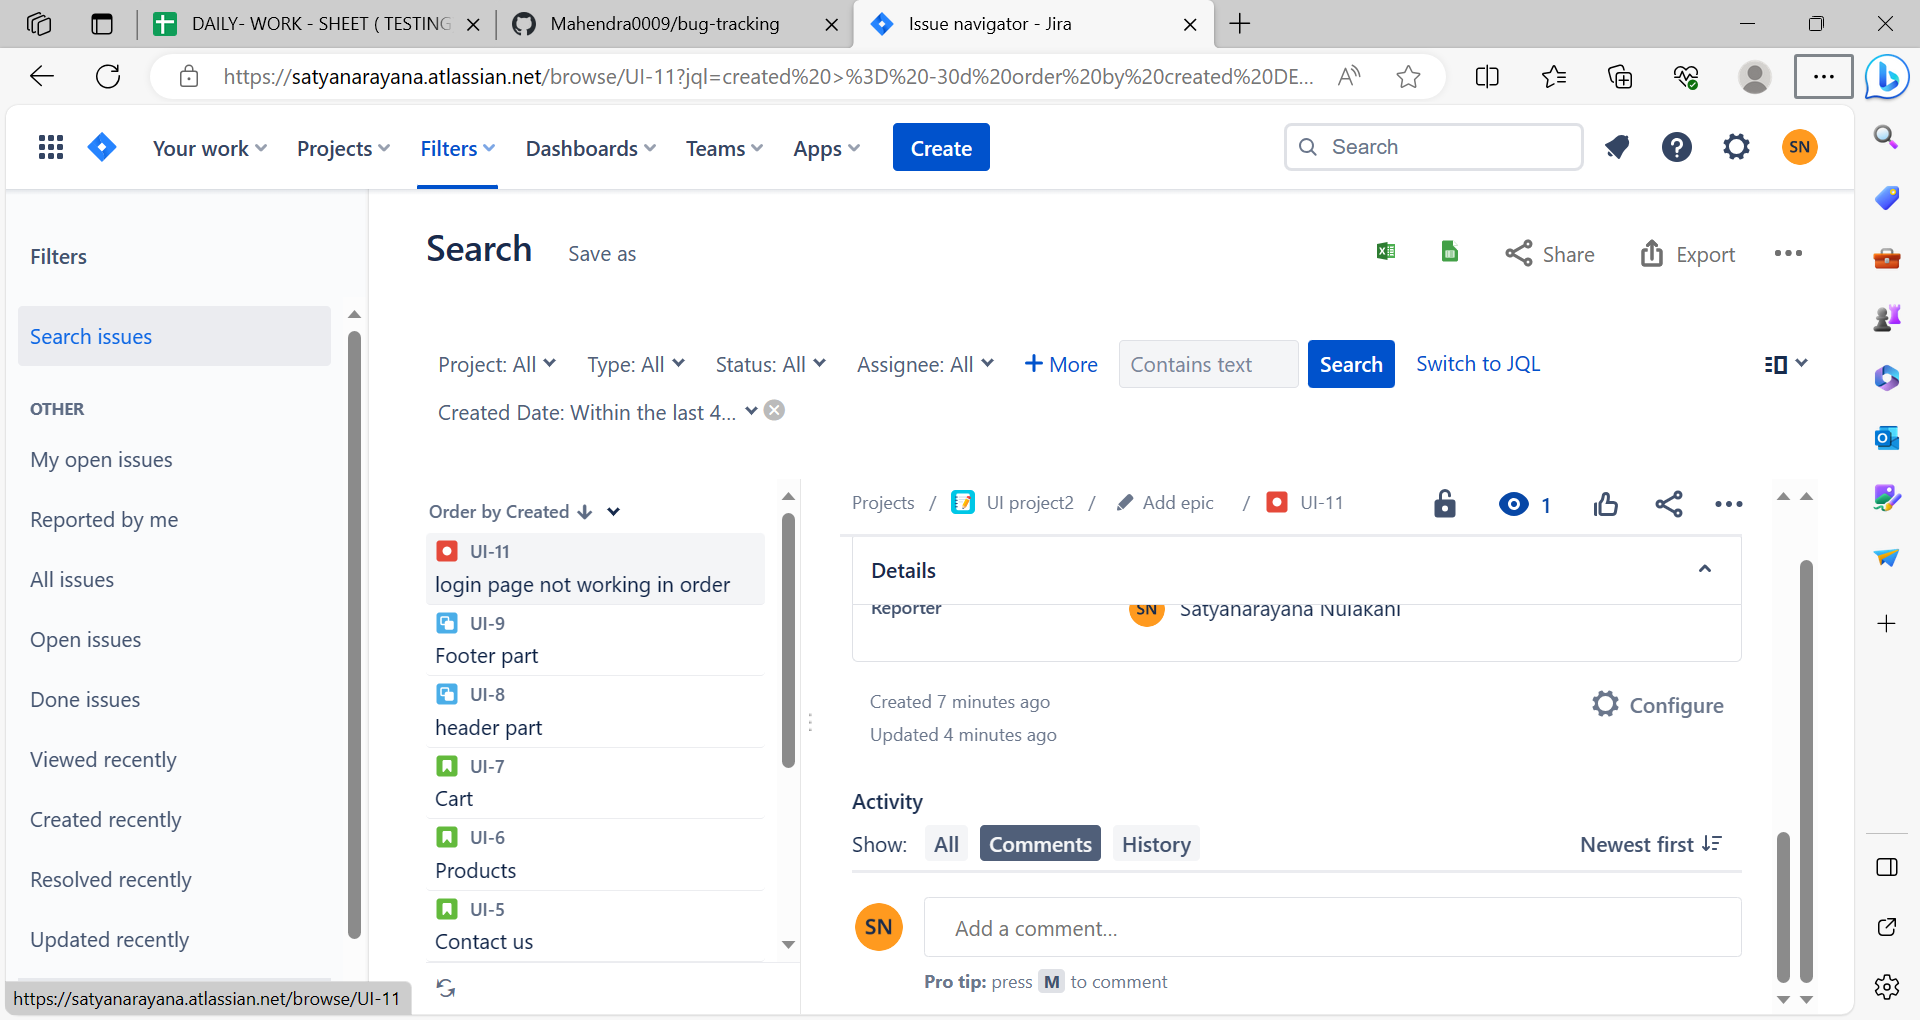 DAILY- WORK - SHEET ( TESTING
Mahendra0009/bug-tracking
Issue navigator - Jira
https://satyanarayana.atlassian.net/browse/UI-11?jql=created%20>%3D%20-30d%20order%20by%20created%20DE...
Your work
Projects
Filters
Dashboards
Teams
Apps
Create
Search
SN
Filters
Search issues
OTHER
My open issues
Reported by me
All issues
Open issues
Done issues
Viewed recently
Created recently
Resolved recently
Updated recently
https://satyanarayana.atlassian.net/browse/UI-11
Search
Save as
Share
Export
Project: All
Type: All
Status: All
Assignee: All
+ More
Contains text
Search
Switch to JQL
Created Date: Within the last 4...
Order by Created
UI-11
login page not working in order
UI-9
Footer part
UI-8
header part
UI-7
Cart
UI-6
Products
UI-5
Contact us
Projects / UI project2 / Add epic / UI-11
1
Details
Reporter
SN Satyanarayana Nulakani
Created 7 minutes ago
Updated 4 minutes ago
Configure
Activity
Show: All Comments History
Newest first
SN
Add a comment...
Pro tip: press M to comment